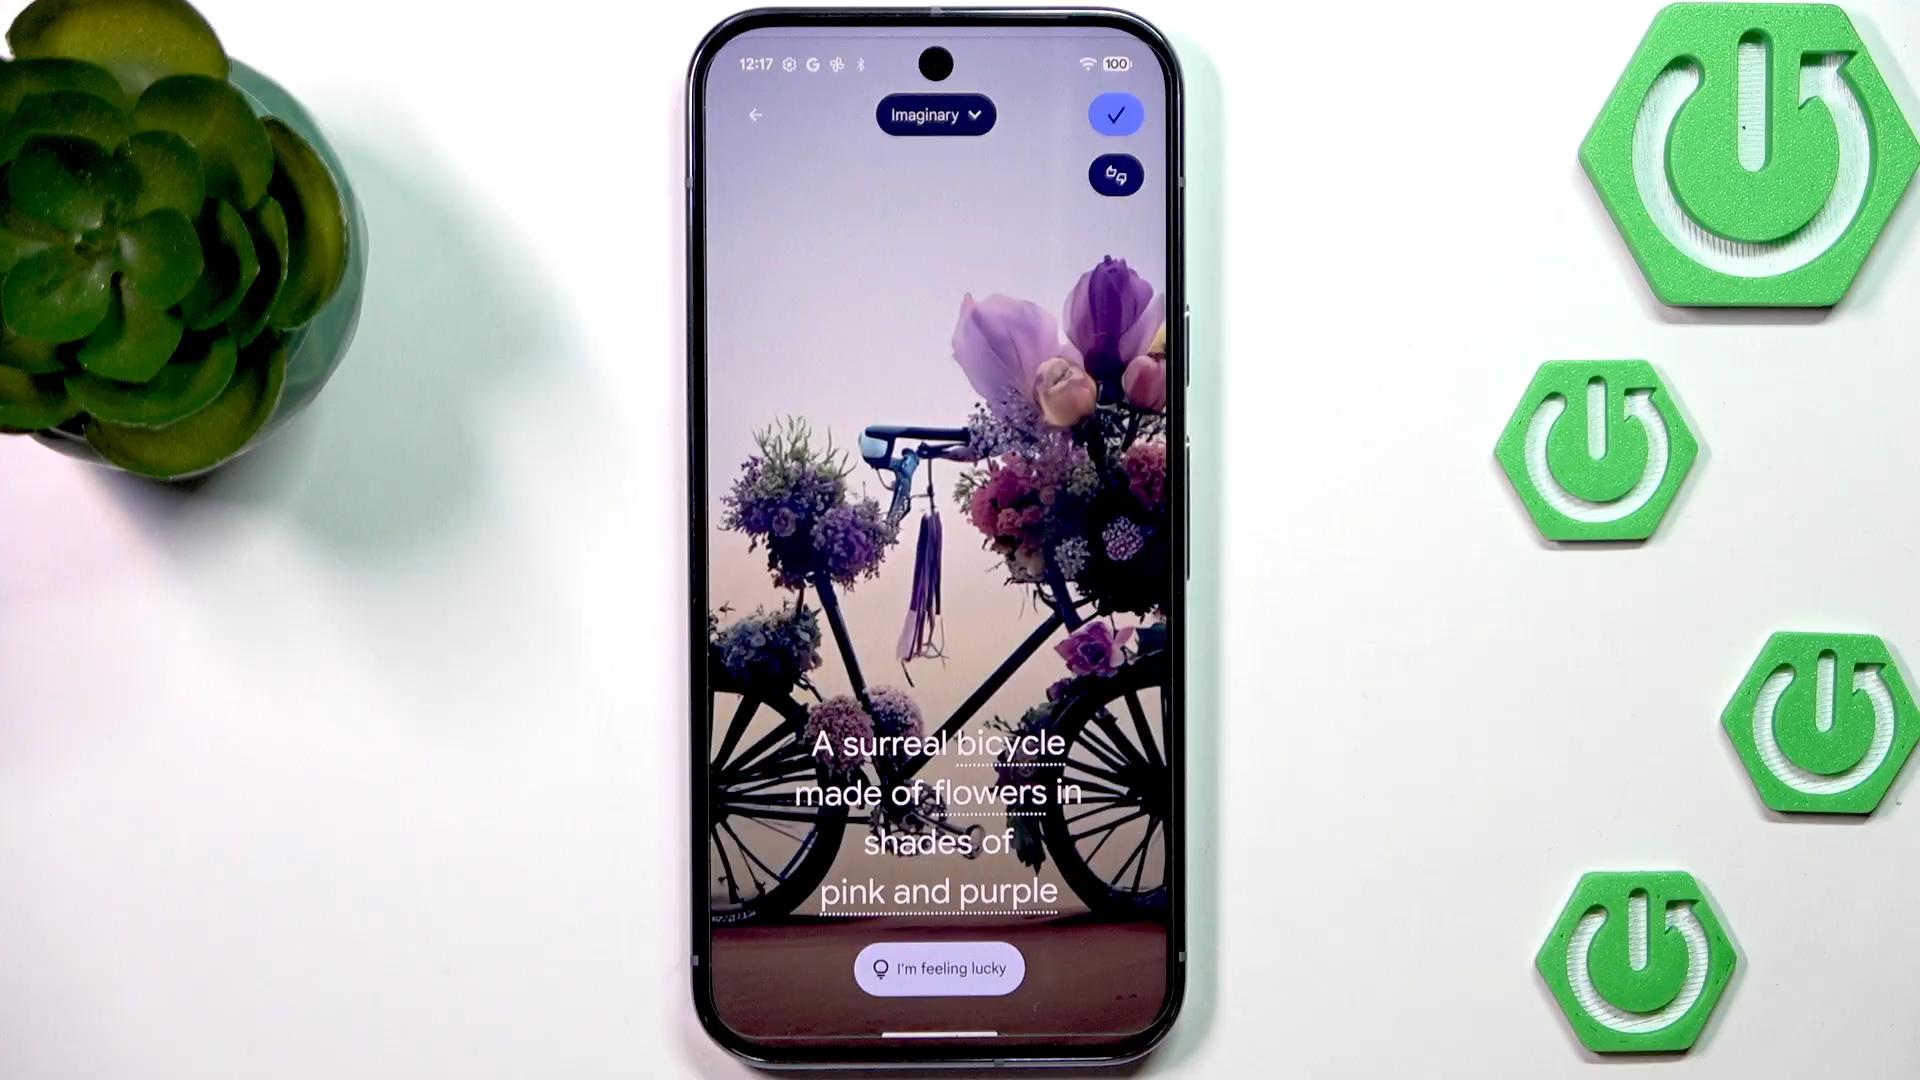 12:17
100
Imaginary
A surreal bicycle
made of flowers in
shades of
pink and purple
I'm feeling lucky